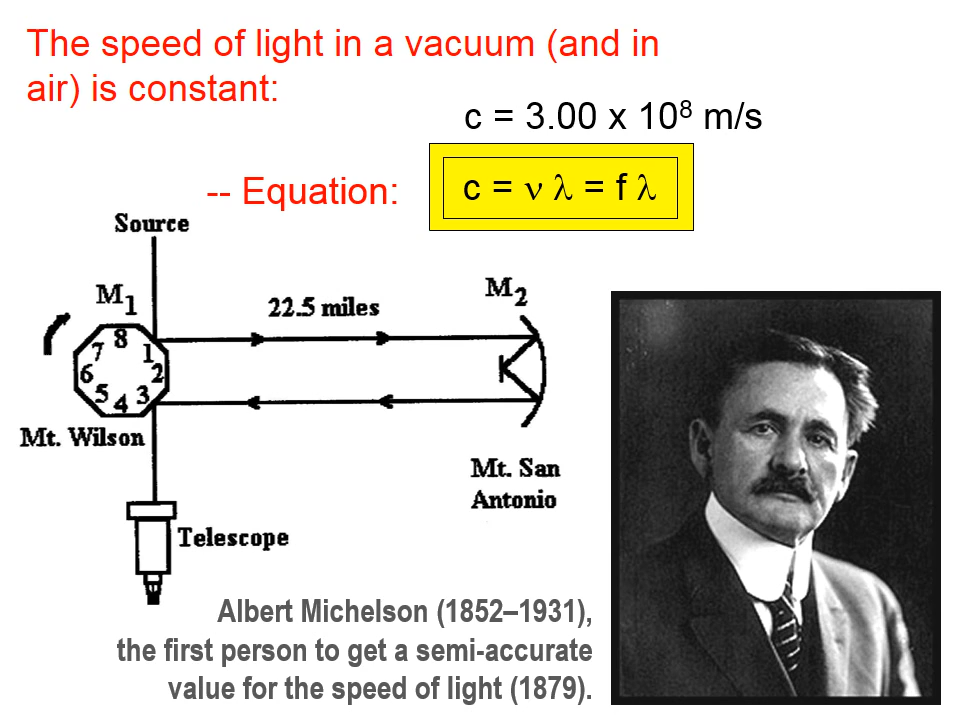 The speed of light in a vacuum (and in
air) is constant:
c = 3.00 x 10⁸ m/s
-- Equation:
c = ν λ = f λ
Source
M₁
22.5 miles
M₂
8
7 1
6 2
5 3
4
Mt. Wilson
Mt. San
Antonio
Telescope
Albert Michelson (1852–1931),
the first person to get a semi-accurate
value for the speed of light (1879).